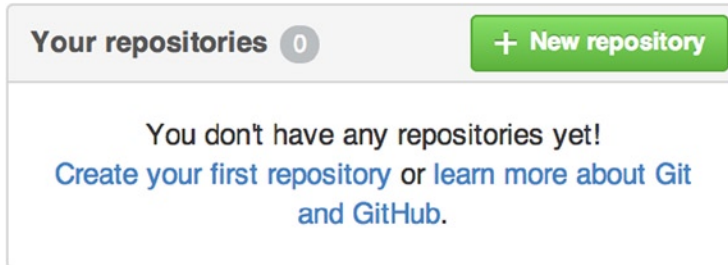 Your repositories 0 + New repository
You don't have any repositories yet!
Create your first repository or learn more about Git
and GitHub.